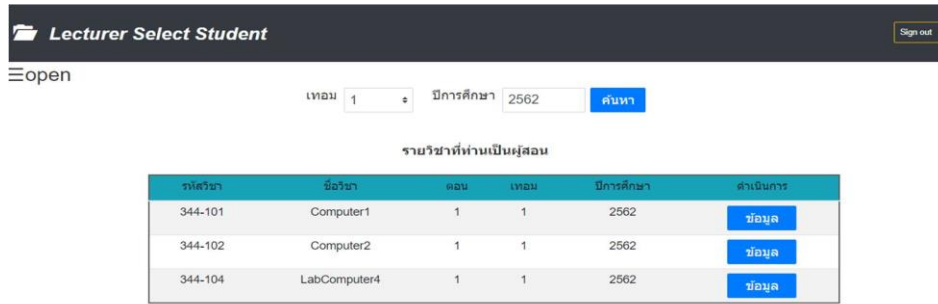 Lecturer Select Student Sign out
☰open
เทอม 1 ปีการศึกษา 2562 ค้นหา
รายวิชาที่ท่านเป็นผู้สอน
รหัสวิชา ชื่อวิชา ตอน เทอม ปีการศึกษา ดำเนินการ
344-101 Computer1 1 1 2562 ข้อมูล
344-102 Computer2 1 1 2562 ข้อมูล
344-104 LabComputer4 1 1 2562 ข้อมูล